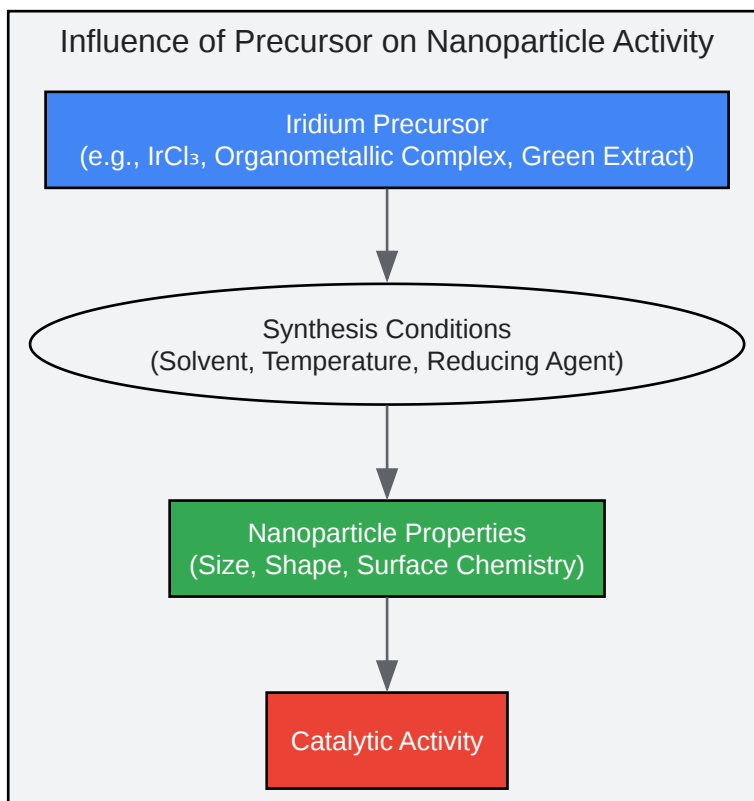 Influence of Precursor on Nanoparticle Activity
Iridium Precursor
(e.g., IrCl₃, Organometallic Complex, Green Extract)
Synthesis Conditions
(Solvent, Temperature, Reducing Agent)
Nanoparticle Properties
(Size, Shape, Surface Chemistry)
Catalytic Activity